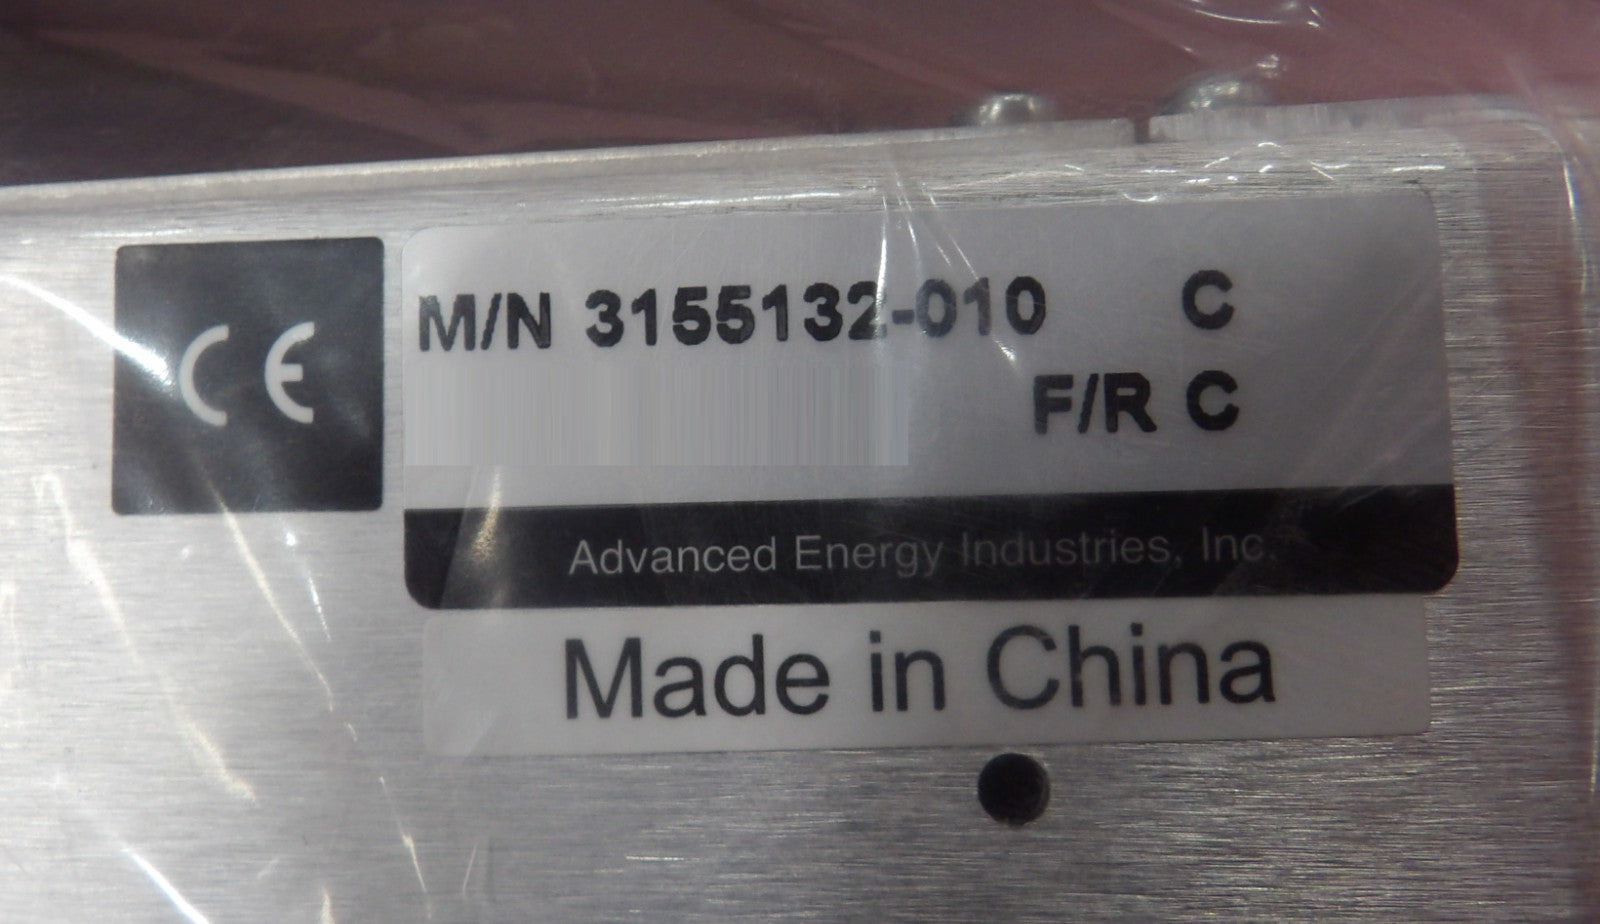 CE
M/N 3155132-010 C
F/R C
Advanced Energy Industries, Inc.
Made in China